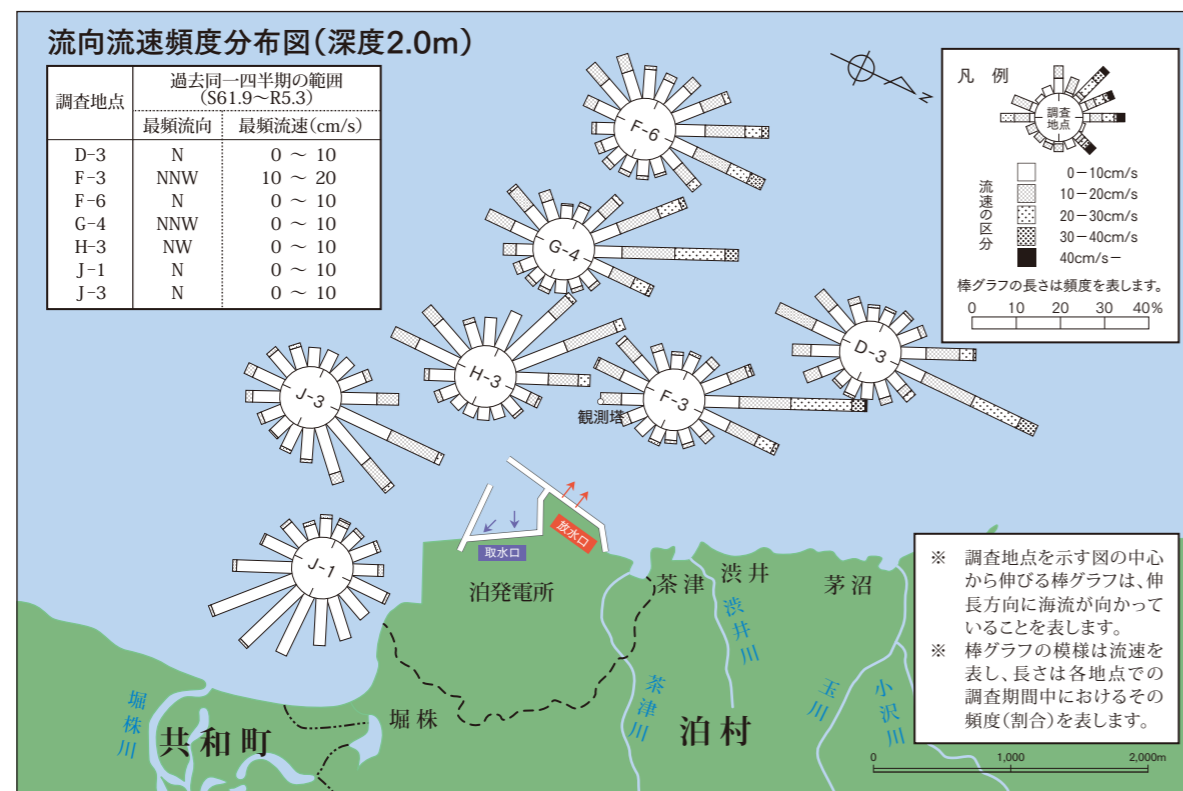 流向流速頻度分布図(深度2.0m)
調査地点
過去同一四半期の範囲
(S61.9～R5.3)
最頻流向 最頻流速(cm/s)
D-3 N 0 ～ 10
F-3 NNW 10 ～ 20
F-6 N 0 ～ 10
G-4 NNW 0 ～ 10
H-3 NW 0 ～ 10
J-1 N 0 ～ 10
J-3 N 0 ～ 10
N
凡 例
調査
地点
流速の区分
0－10cm/s
10－20cm/s
20－30cm/s
30－40cm/s
40cm/s－
棒グラフの長さは頻度を表します。
0 10 20 30 40%
F-6
G-4
H-3
D-3
F-3
J-3
J-1
観測塔
取水口
放水口
泊発電所
茶津
渋井
茅沼
渋井川
茶津川
玉川
小沢川
堀株川
堀株
共和町
泊村
※ 調査地点を示す図の中心
から伸びる棒グラフは、伸
長方向に海流が向かって
いることを表します。
※ 棒グラフの模様は流速を
表し、長さは各地点での
調査期間中におけるその
頻度(割合)を表します。
0 1,000 2,000m